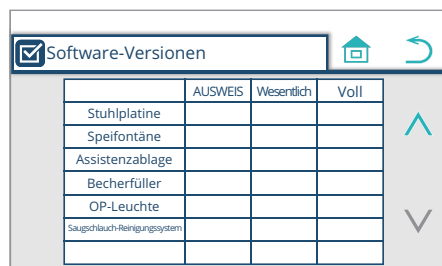 Software-Versionen
AUSWEIS Wesentlich Voll
Stuhlplatine
Speifontäne
Assistenzablage
Becherfüller
OP-Leuchte
Saugschlauch-Reinigungssystem